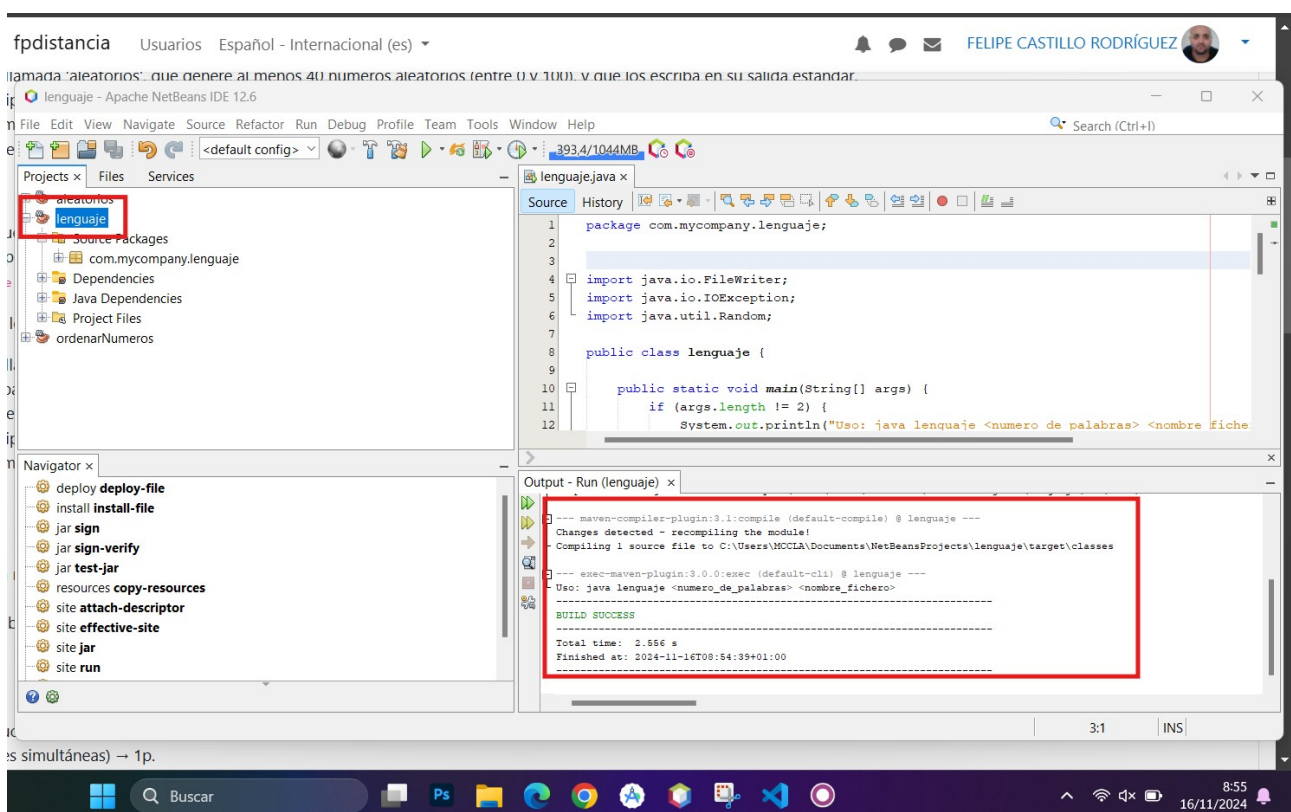 fpdistancia Usuarios Español - Internacional (es)
FELIPE CASTILLO RODRÍGUEZ
llamada 'aleatorios', que genere al menos 40 números aleatorios (entre 0 y 100), y que los escriba en su salida estándar.
lenguaje - Apache NetBeans IDE 12.6
File Edit View Navigate Source Refactor Run Debug Profile Team Tools Window Help
Search (Ctrl+I)
<default config>
393,4/1044MB
Projects Files Services
aleatorios
lenguaje
Source Packages
com.mycompany.lenguaje
Dependencies
Java Dependencies
Project Files
ordenarNumeros
lenguaje.java
Source History
1 package com.mycompany.lenguaje;
2
3
4 import java.io.FileWriter;
5 import java.io.IOException;
6 import java.util.Random;
7
8 public class lenguaje {
9
10 public static void main(String[] args) {
11 if (args.length != 2) {
12 System.out.println("Uso: java lenguaje <numero de palabras> <nombre fiche
Navigator
deploy deploy-file
install install-file
jar sign
jar sign-verify
jar test-jar
resources copy-resources
site attach-descriptor
site effective-site
site jar
site run
Output - Run (lenguaje)
--- maven-compiler-plugin:3.1:compile (default-compile) @ lenguaje ---
Changes detected - recompiling the module!
Compiling 1 source file to C:\Users\MCCLA\Documents\NetBeansProjects\lenguaje\target\classes
--- exec-maven-plugin:3.0.0:exec (default-cli) @ lenguaje ---
Uso: java lenguaje <numero_de_palabras> <nombre_fichero>
------------------------------------------------------------------------
BUILD SUCCESS
------------------------------------------------------------------------
Total time: 2.556 s
Finished at: 2024-11-16T08:54:39+01:00
------------------------------------------------------------------------
3:1 INS
es simultáneas) → 1p.
Buscar
Ps
8:55
16/11/2024